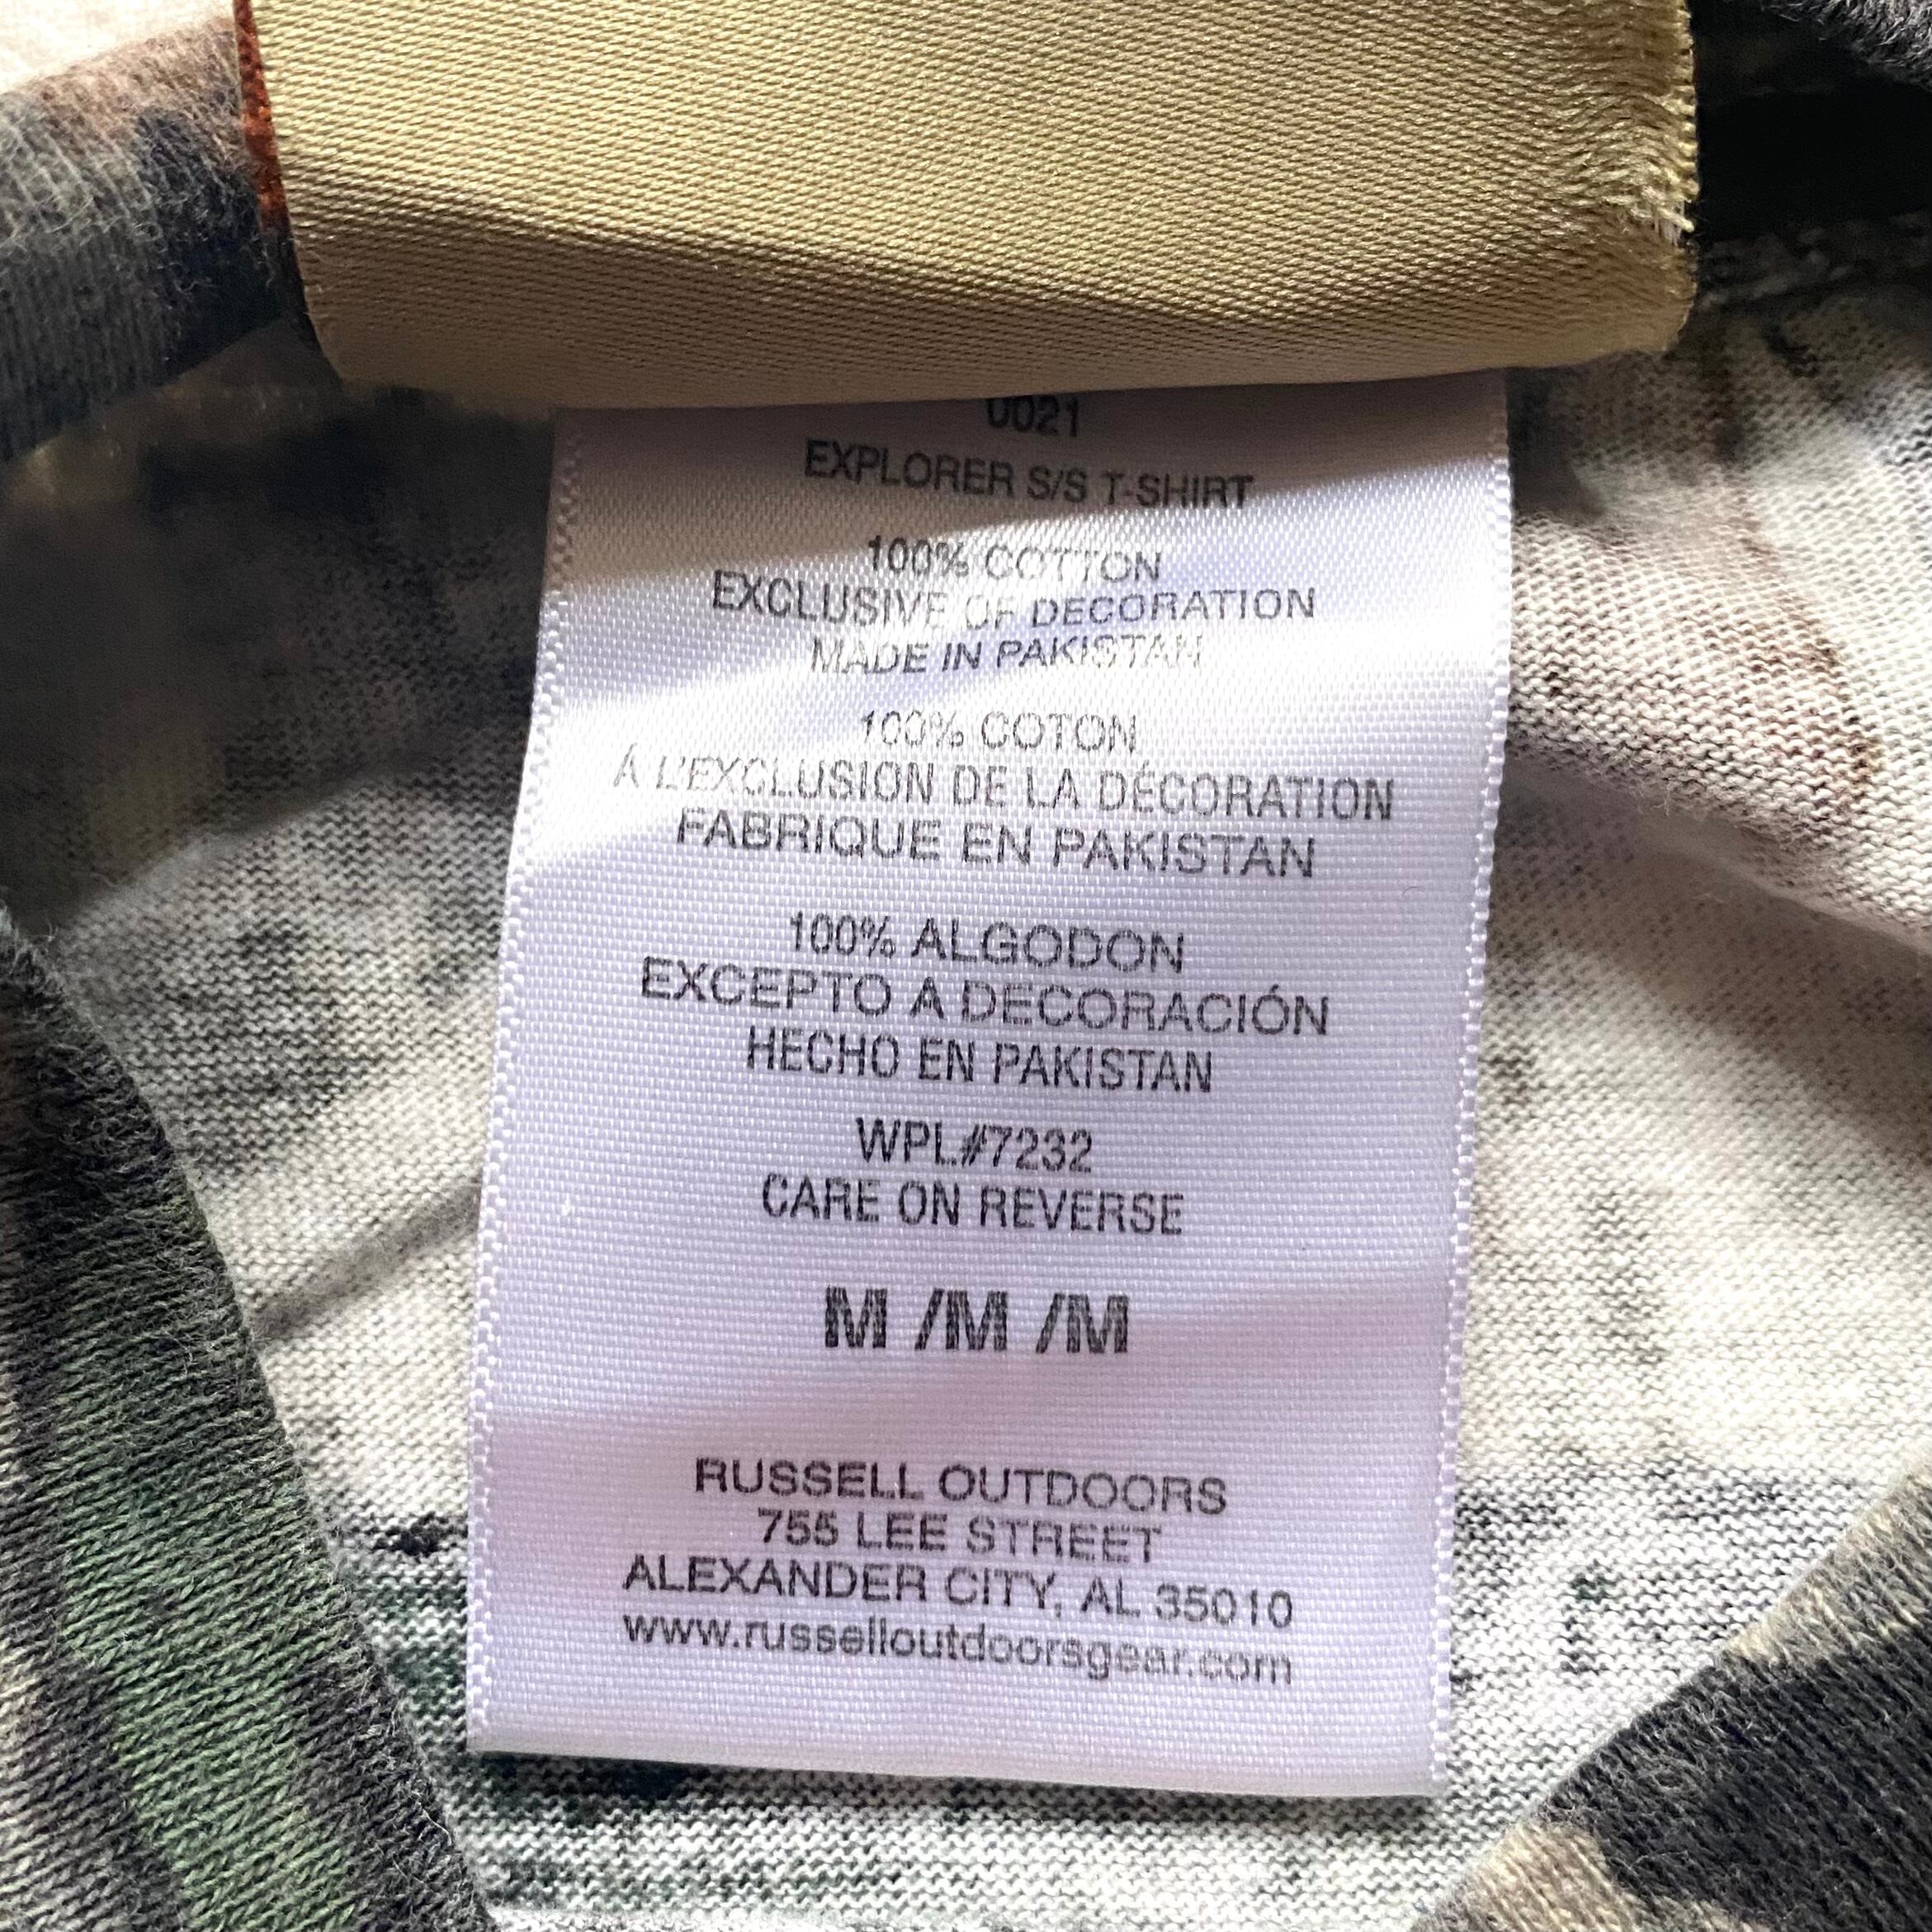 0021
EXPLORER S/S T-SHIRT
100% COTTON
EXCLUSIVE OF DECORATION
MADE IN PAKISTAN
100% COTON
Á L'EXCLUSION DE LA DÉCORATION
FABRIQUE EN PAKISTAN
100% ALGODON
EXCEPTO A DECORACIÓN
HECHO EN PAKISTAN
WPL#7232
CARE ON REVERSE
M /M /M
RUSSELL OUTDOORS
755 LEE STREET
ALEXANDER CITY, AL 35010
www.russelloutdoorsgear.com